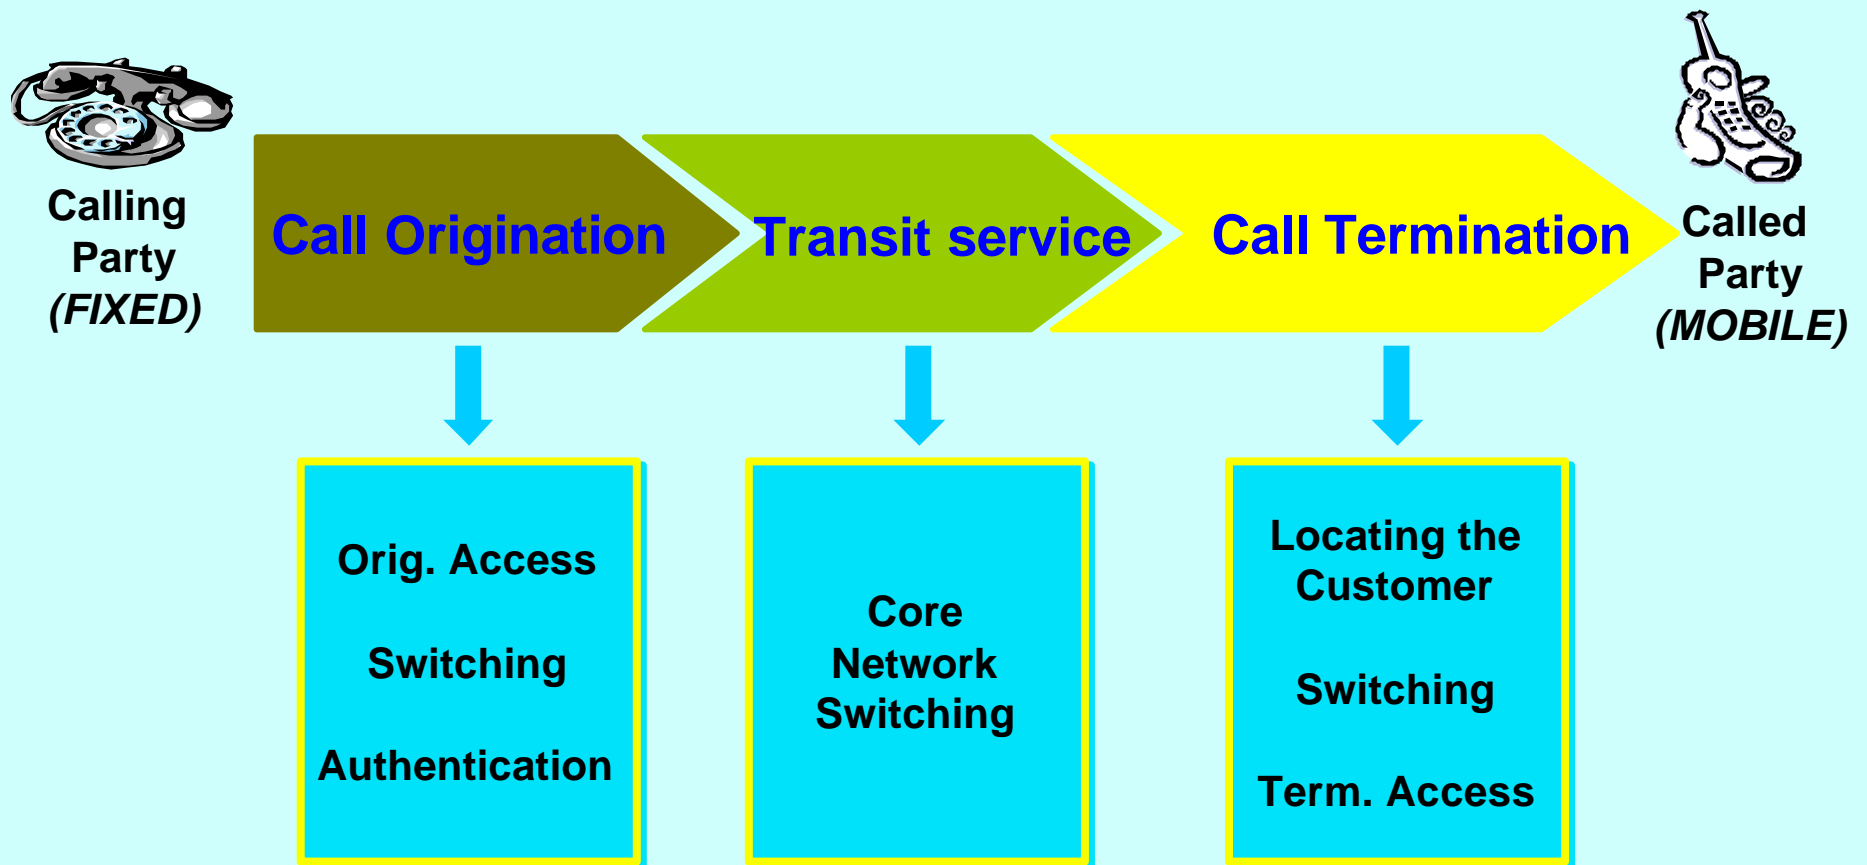 Calling
Party
(FIXED)
Call Origination
Transit service
Call Termination
Called
Party
(MOBILE)
Orig. Access
Switching
Authentication
Core
Network
Switching
Locating the
Customer
Switching
Term. Access